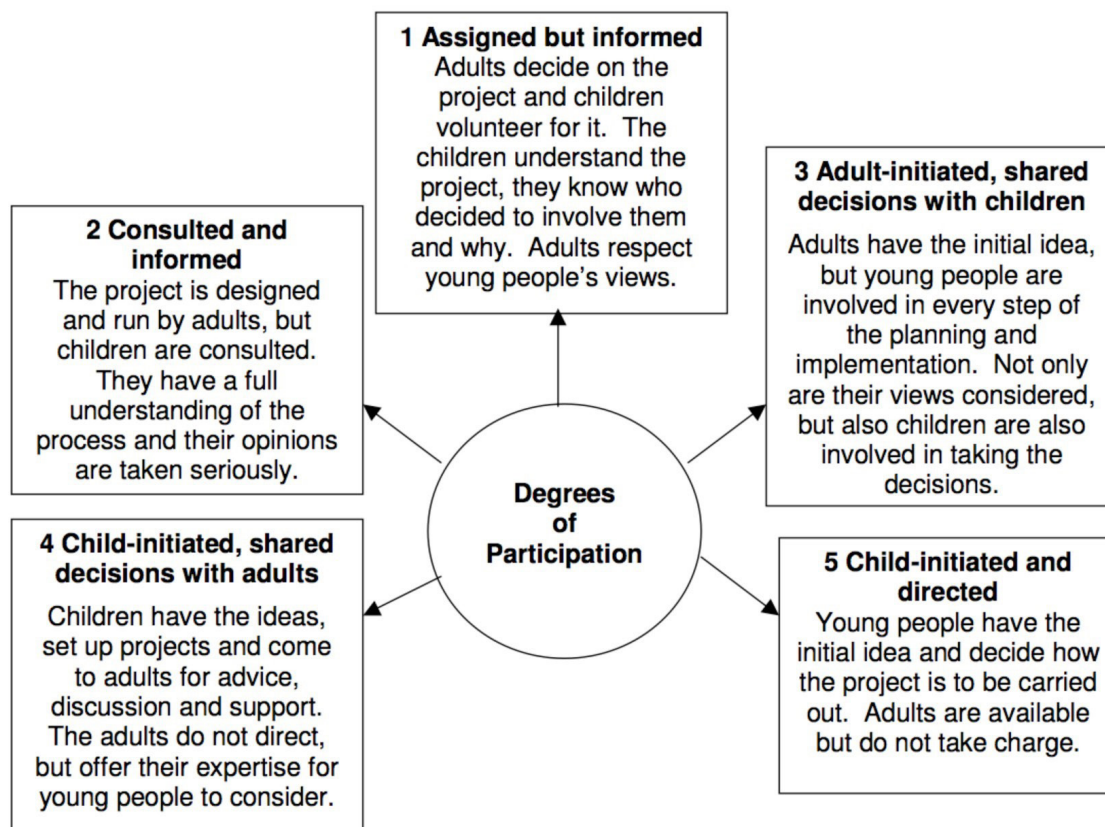 1 Assigned but informed
Adults decide on the
project and children
volunteer for it. The
children understand the
project, they know who
decided to involve them
and why. Adults respect
young people's views.
2 Consulted and
informed
The project is designed
and run by adults, but
children are consulted.
They have a full
understanding of the
process and their opinions
are taken seriously.
3 Adult-initiated, shared
decisions with children
Adults have the initial idea,
but young people are
involved in every step of
the planning and
implementation. Not only
are their views considered,
but also children are also
involved in taking the
decisions.
Degrees
of
Participation
4 Child-initiated, shared
decisions with adults
Children have the ideas,
set up projects and come
to adults for advice,
discussion and support.
The adults do not direct,
but offer their expertise for
young people to consider.
5 Child-initiated and
directed
Young people have the
initial idea and decide how
the project is to be carried
out. Adults are available
but do not take charge.